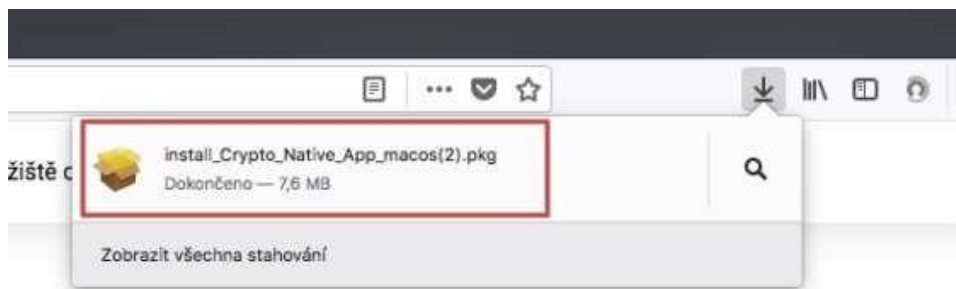 install_Crypto_Native_App_macos(2).pkg
žiště c
Dokončeno — 7,6 MB
Zobrazit všechna stahování